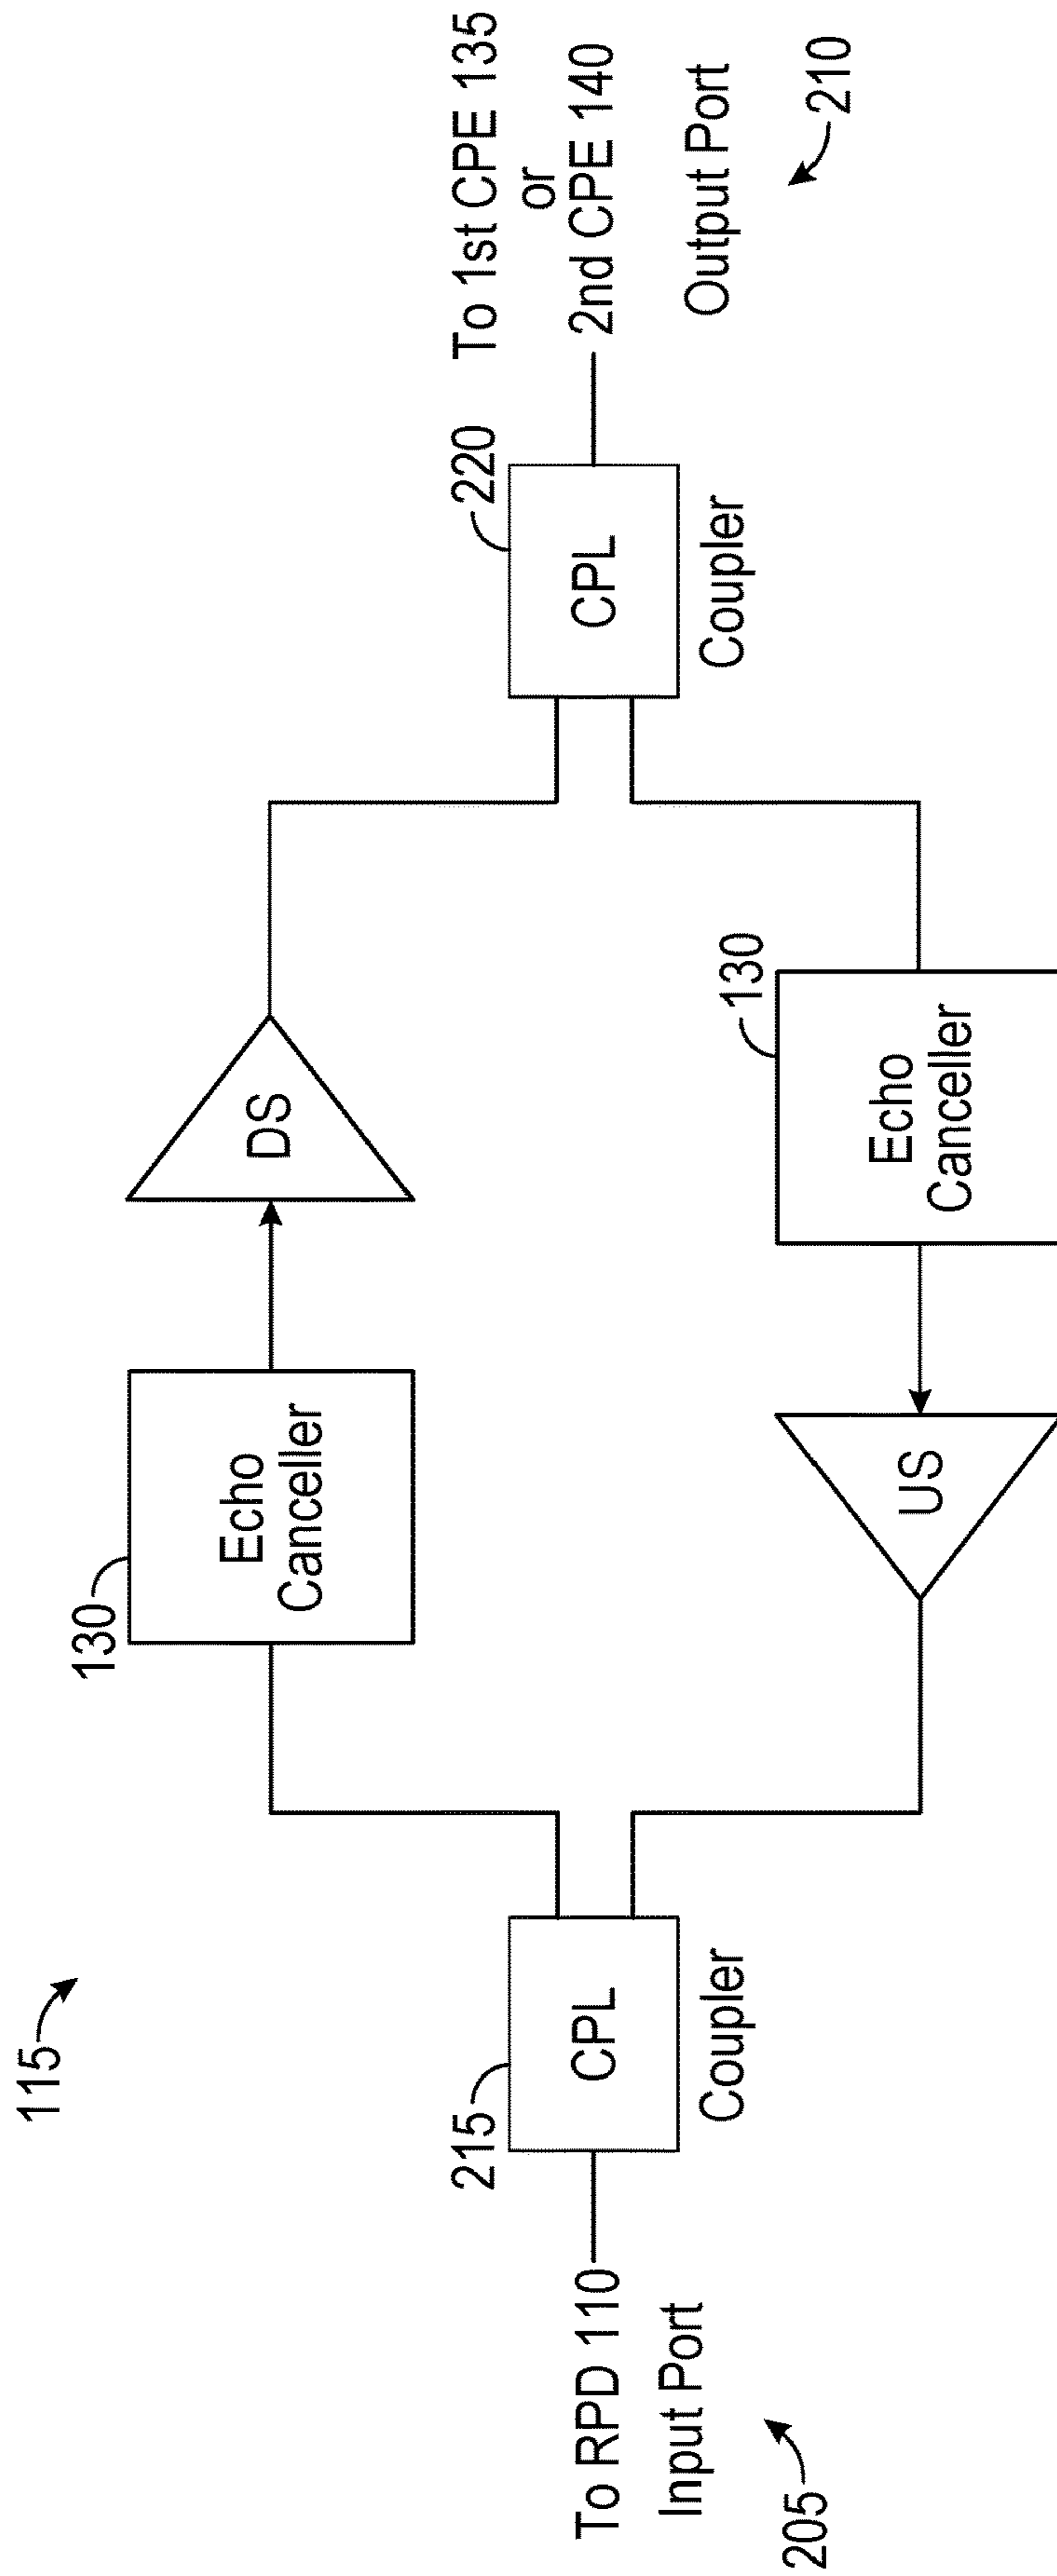 115
130
Echo
Canceller
DS
215
CPL
Coupler
To RPD 110
Input Port
205
220
CPL
Coupler
To 1st CPE 135
or
2nd CPE 140
Output Port
210
US
130
Echo
Canceller